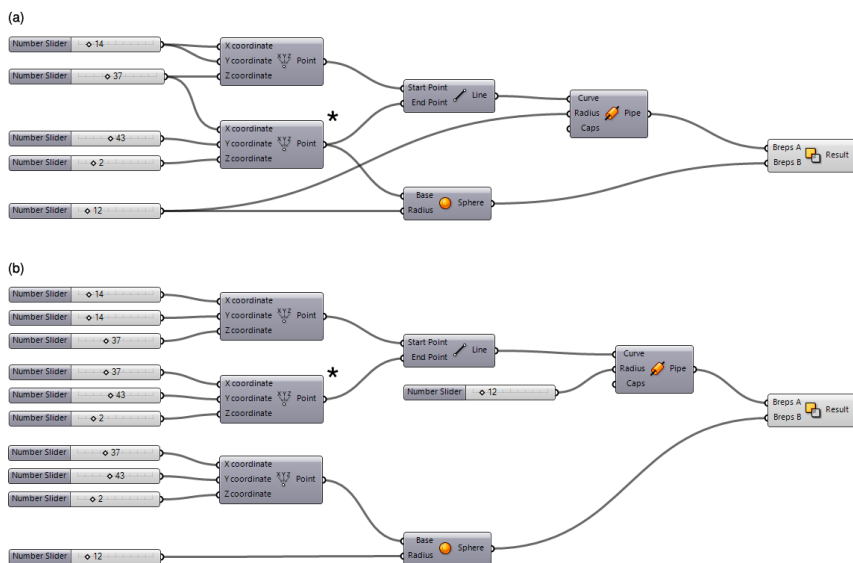 (a)
Number Slider 14
X coordinate
Y coordinate XYZ Point
Z coordinate
Number Slider 37
Start Point Line
End Point
Curve
Radius Pipe
Caps
X coordinate *
Y coordinate XYZ Point
Z coordinate
Number Slider 43
Number Slider 2
Breps A Result
Breps B
Base Sphere
Radius
Number Slider 12
(b)
Number Slider 14
X coordinate
Y coordinate XYZ Point
Z coordinate
Number Slider 14
Number Slider 37
Start Point Line
End Point
Curve
Radius Pipe
Caps
Number Slider 37
X coordinate *
Y coordinate XYZ Point
Z coordinate
Number Slider 43
Number Slider 2
Number Slider 12
Breps A Result
Breps B
Number Slider 37
X coordinate
Y coordinate XYZ Point
Z coordinate
Number Slider 43
Number Slider 2
Base Sphere
Radius
Number Slider 12